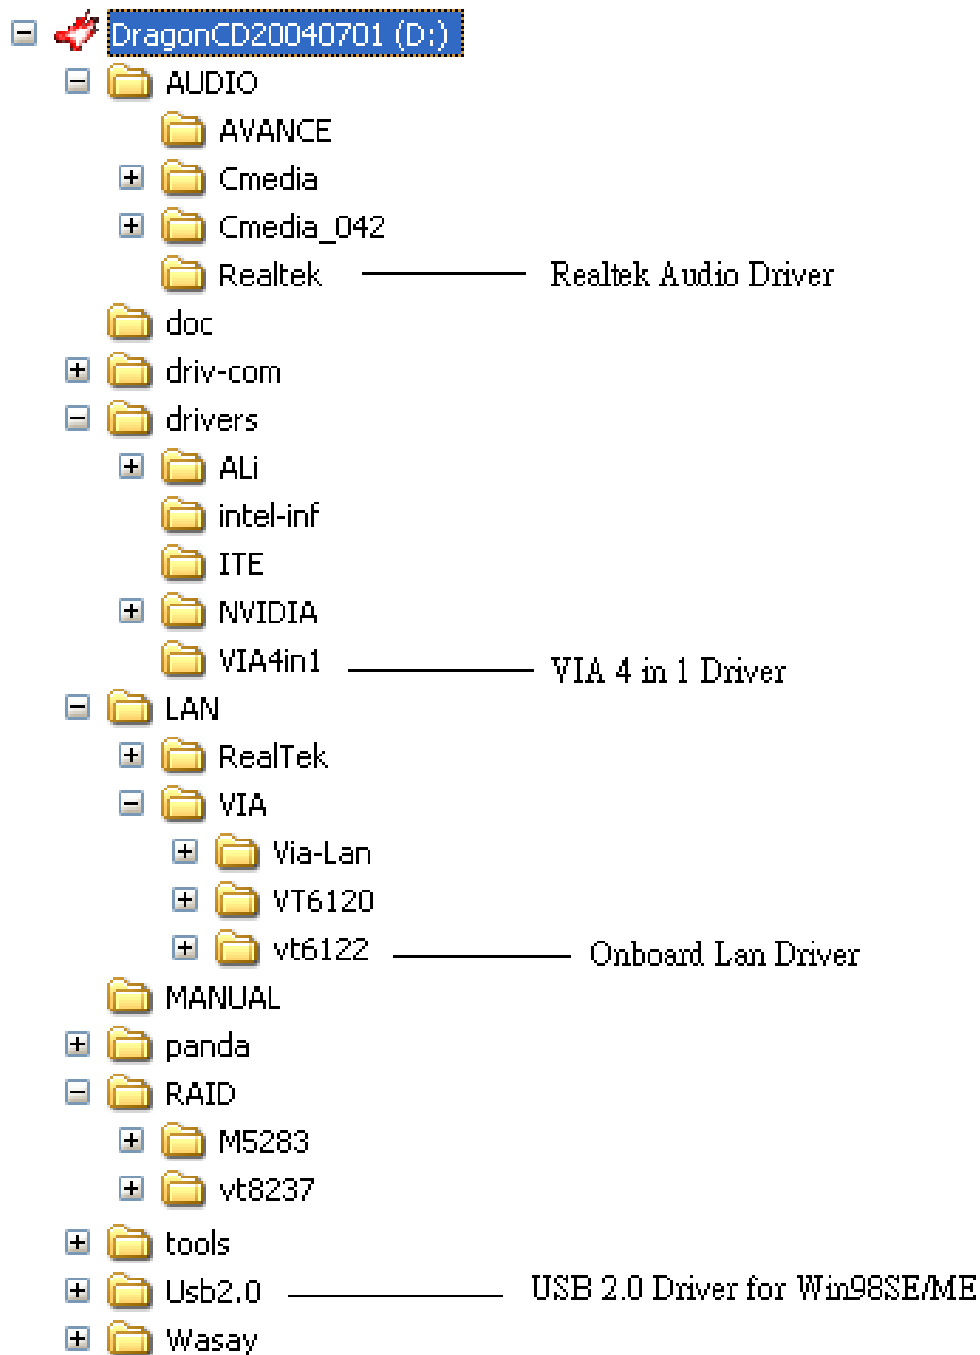 DragonCD20040701 (D:)
AUDIO
AVANCE
Cmedia
Cmedia_042
Realtek Realtek Audio Driver
doc
driv-com
drivers
ALi
intel-inf
ITE
NVIDIA
VIA4in1 VIA 4 in 1 Driver
LAN
RealTek
VIA
Via-Lan
VT6120
vt6122 Onboard Lan Driver
MANUAL
panda
RAID
M5283
vt8237
tools
Usb2.0 USB 2.0 Driver for Win98SE/ME
Wasay